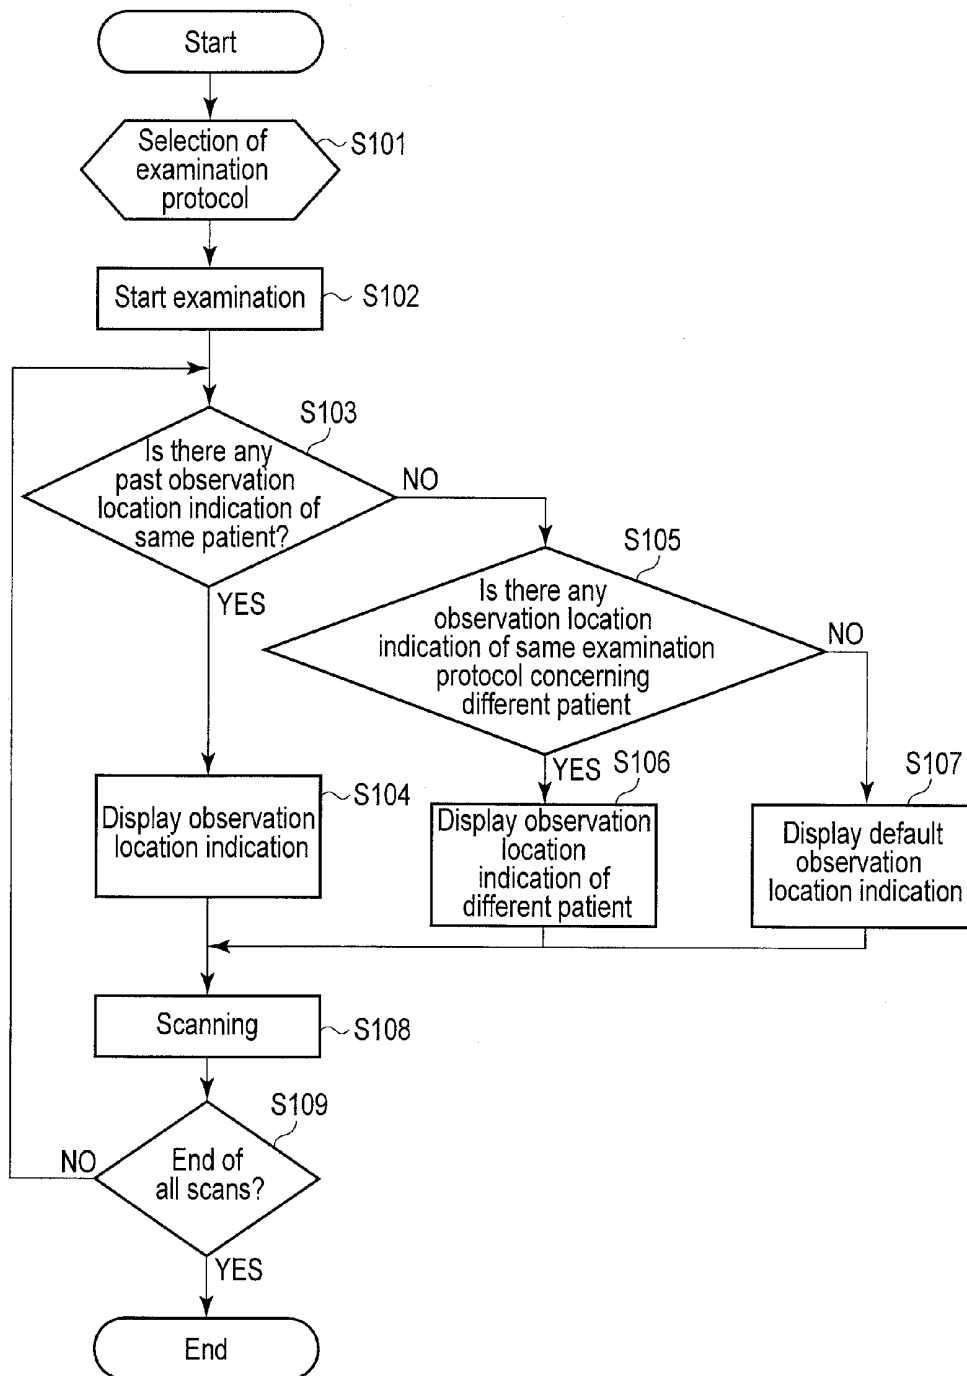 Start
Selection of
examination
protocol
S101
Start examination
S102
S103
Is there any
past observation
location indication of
same patient?
NO
YES
S105
Is there any
observation location
indication of same examination
protocol concerning
different patient
NO
YES
S104
Display observation
location indication
S106
Display observation
location
indication of
different patient
S107
Display default
observation
location indication
Scanning
S108
S109
End of
all scans?
NO
YES
End